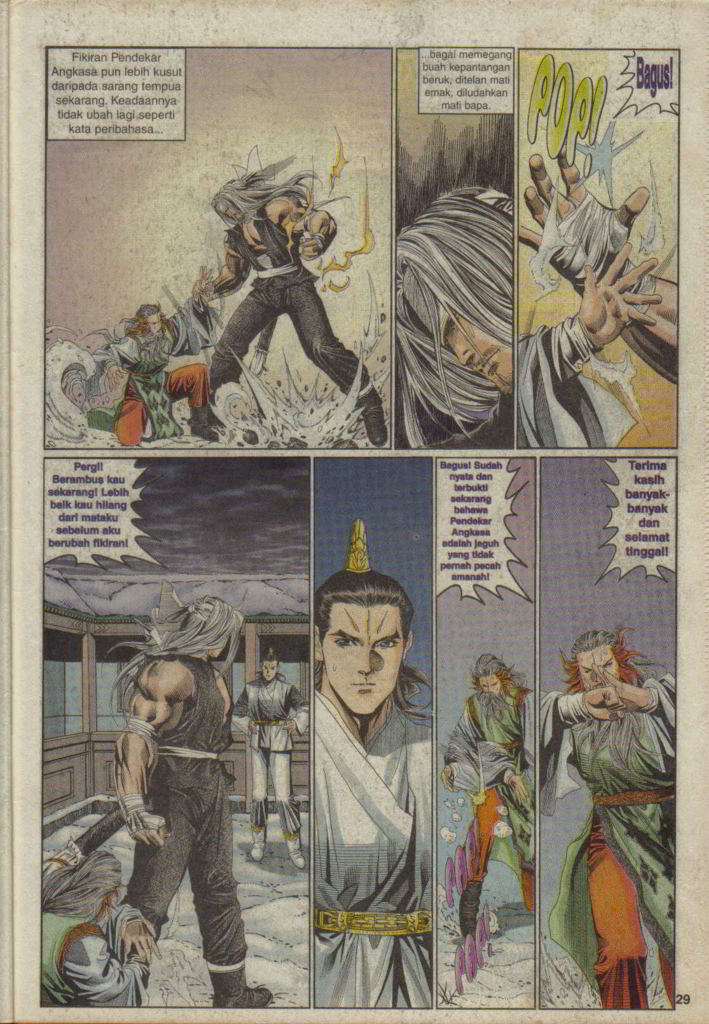 Fikiran Pendekar
Angkasa pun lebih kusut
daripada sarang tempua
sekarang. Keadaannya
tidak ubah lagi seperti
kata peribahasa...
...bagai memegang
buah kepantangan
beruk, ditelan mati
emak, diludahkan
mati bapa.
POP!
Bagus!
Pergi!
Berambus kau
sekarang! Lebih
baik kau hilang
dari mataku
sebelum aku
berubah fikiran!
Bagus! Sudah
nyata dan
terbukti
sekarang
bahawa
Pendekar
Angkasa
adalah jaguh
yang tidak
pernah pecah
amanah!
PAP!
PAP!
Terima
kasih
banyak-
banyak
dan
selamat
tinggal!
29